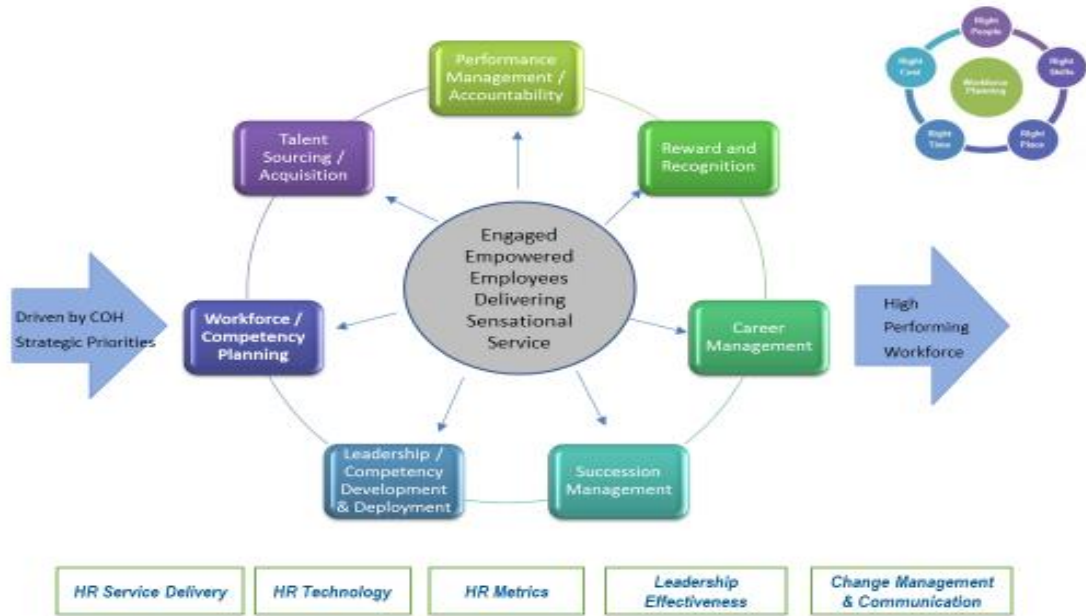 Performance
Management /
Accountability
Right
People
Right
Cost
Right
Skills
Workforce
Planning
Right
Time
Right
Place
Talent
Sourcing /
Acquisition
Reward and
Recognition
Engaged
Empowered
Employees
Delivering
Sensational
Service
Driven by COH
Strategic Priorities
Workforce /
Competency
Planning
Career
Management
High
Performing
Workforce
Leadership /
Competency
Development
& Deployment
Succession
Management
HR Service Delivery
HR Technology
HR Metrics
Leadership
Effectiveness
Change Management
& Communication